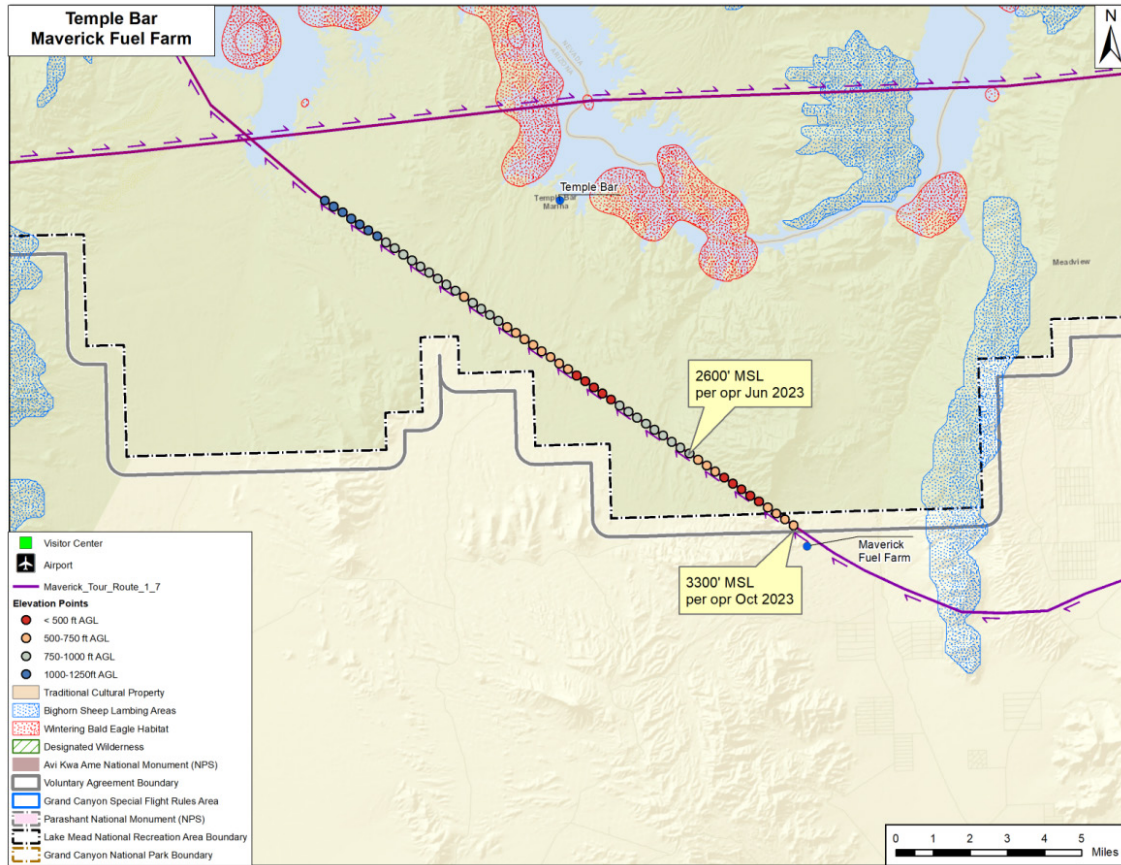 Temple Bar
Maverick Fuel Farm
N
NEVADA
ARIZONA
Temple Bar
Temple Bar
Marina
Meadview
2600' MSL
per opr Jun 2023
Maverick
Fuel Farm
3300' MSL
per opr Oct 2023
Visitor Center
Airport
Maverick_Tour_Route_1_7
Elevation Points
< 500 ft AGL
500-750 ft AGL
750-1000 ft AGL
1000-1250ft AGL
Traditional Cultural Property
Bighorn Sheep Lambing Areas
Wintering Bald Eagle Habitat
Designated Wilderness
Avi Kwa Ame National Monument (NPS)
Voluntary Agreement Boundary
Grand Canyon Special Flight Rules Area
Parashant National Monument (NPS)
Lake Mead National Recreation Area Boundary
Grand Canyon National Park Boundary
0 1 2 3 4 5
Miles